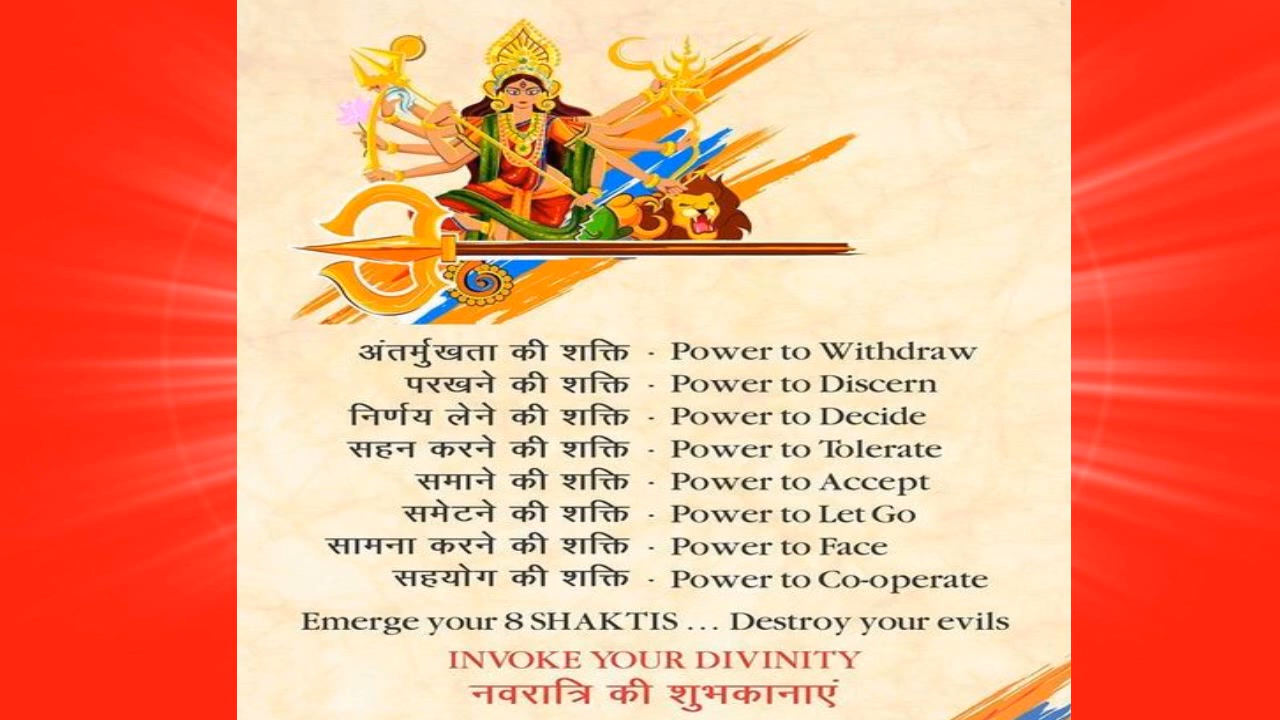 अंतर्मुखता की शक्ति · Power to Withdraw
परखने की शक्ति · Power to Discern
निर्णय लेने की शक्ति · Power to Decide
सहन करने की शक्ति · Power to Tolerate
समाने की शक्ति · Power to Accept
समेटने की शक्ति · Power to Let Go
सामना करने की शक्ति · Power to Face
सहयोग की शक्ति · Power to Co-operate
Emerge your 8 SHAKTIS ... Destroy your evils
INVOKE YOUR DIVINITY
नवरात्रि की शुभकानाएं